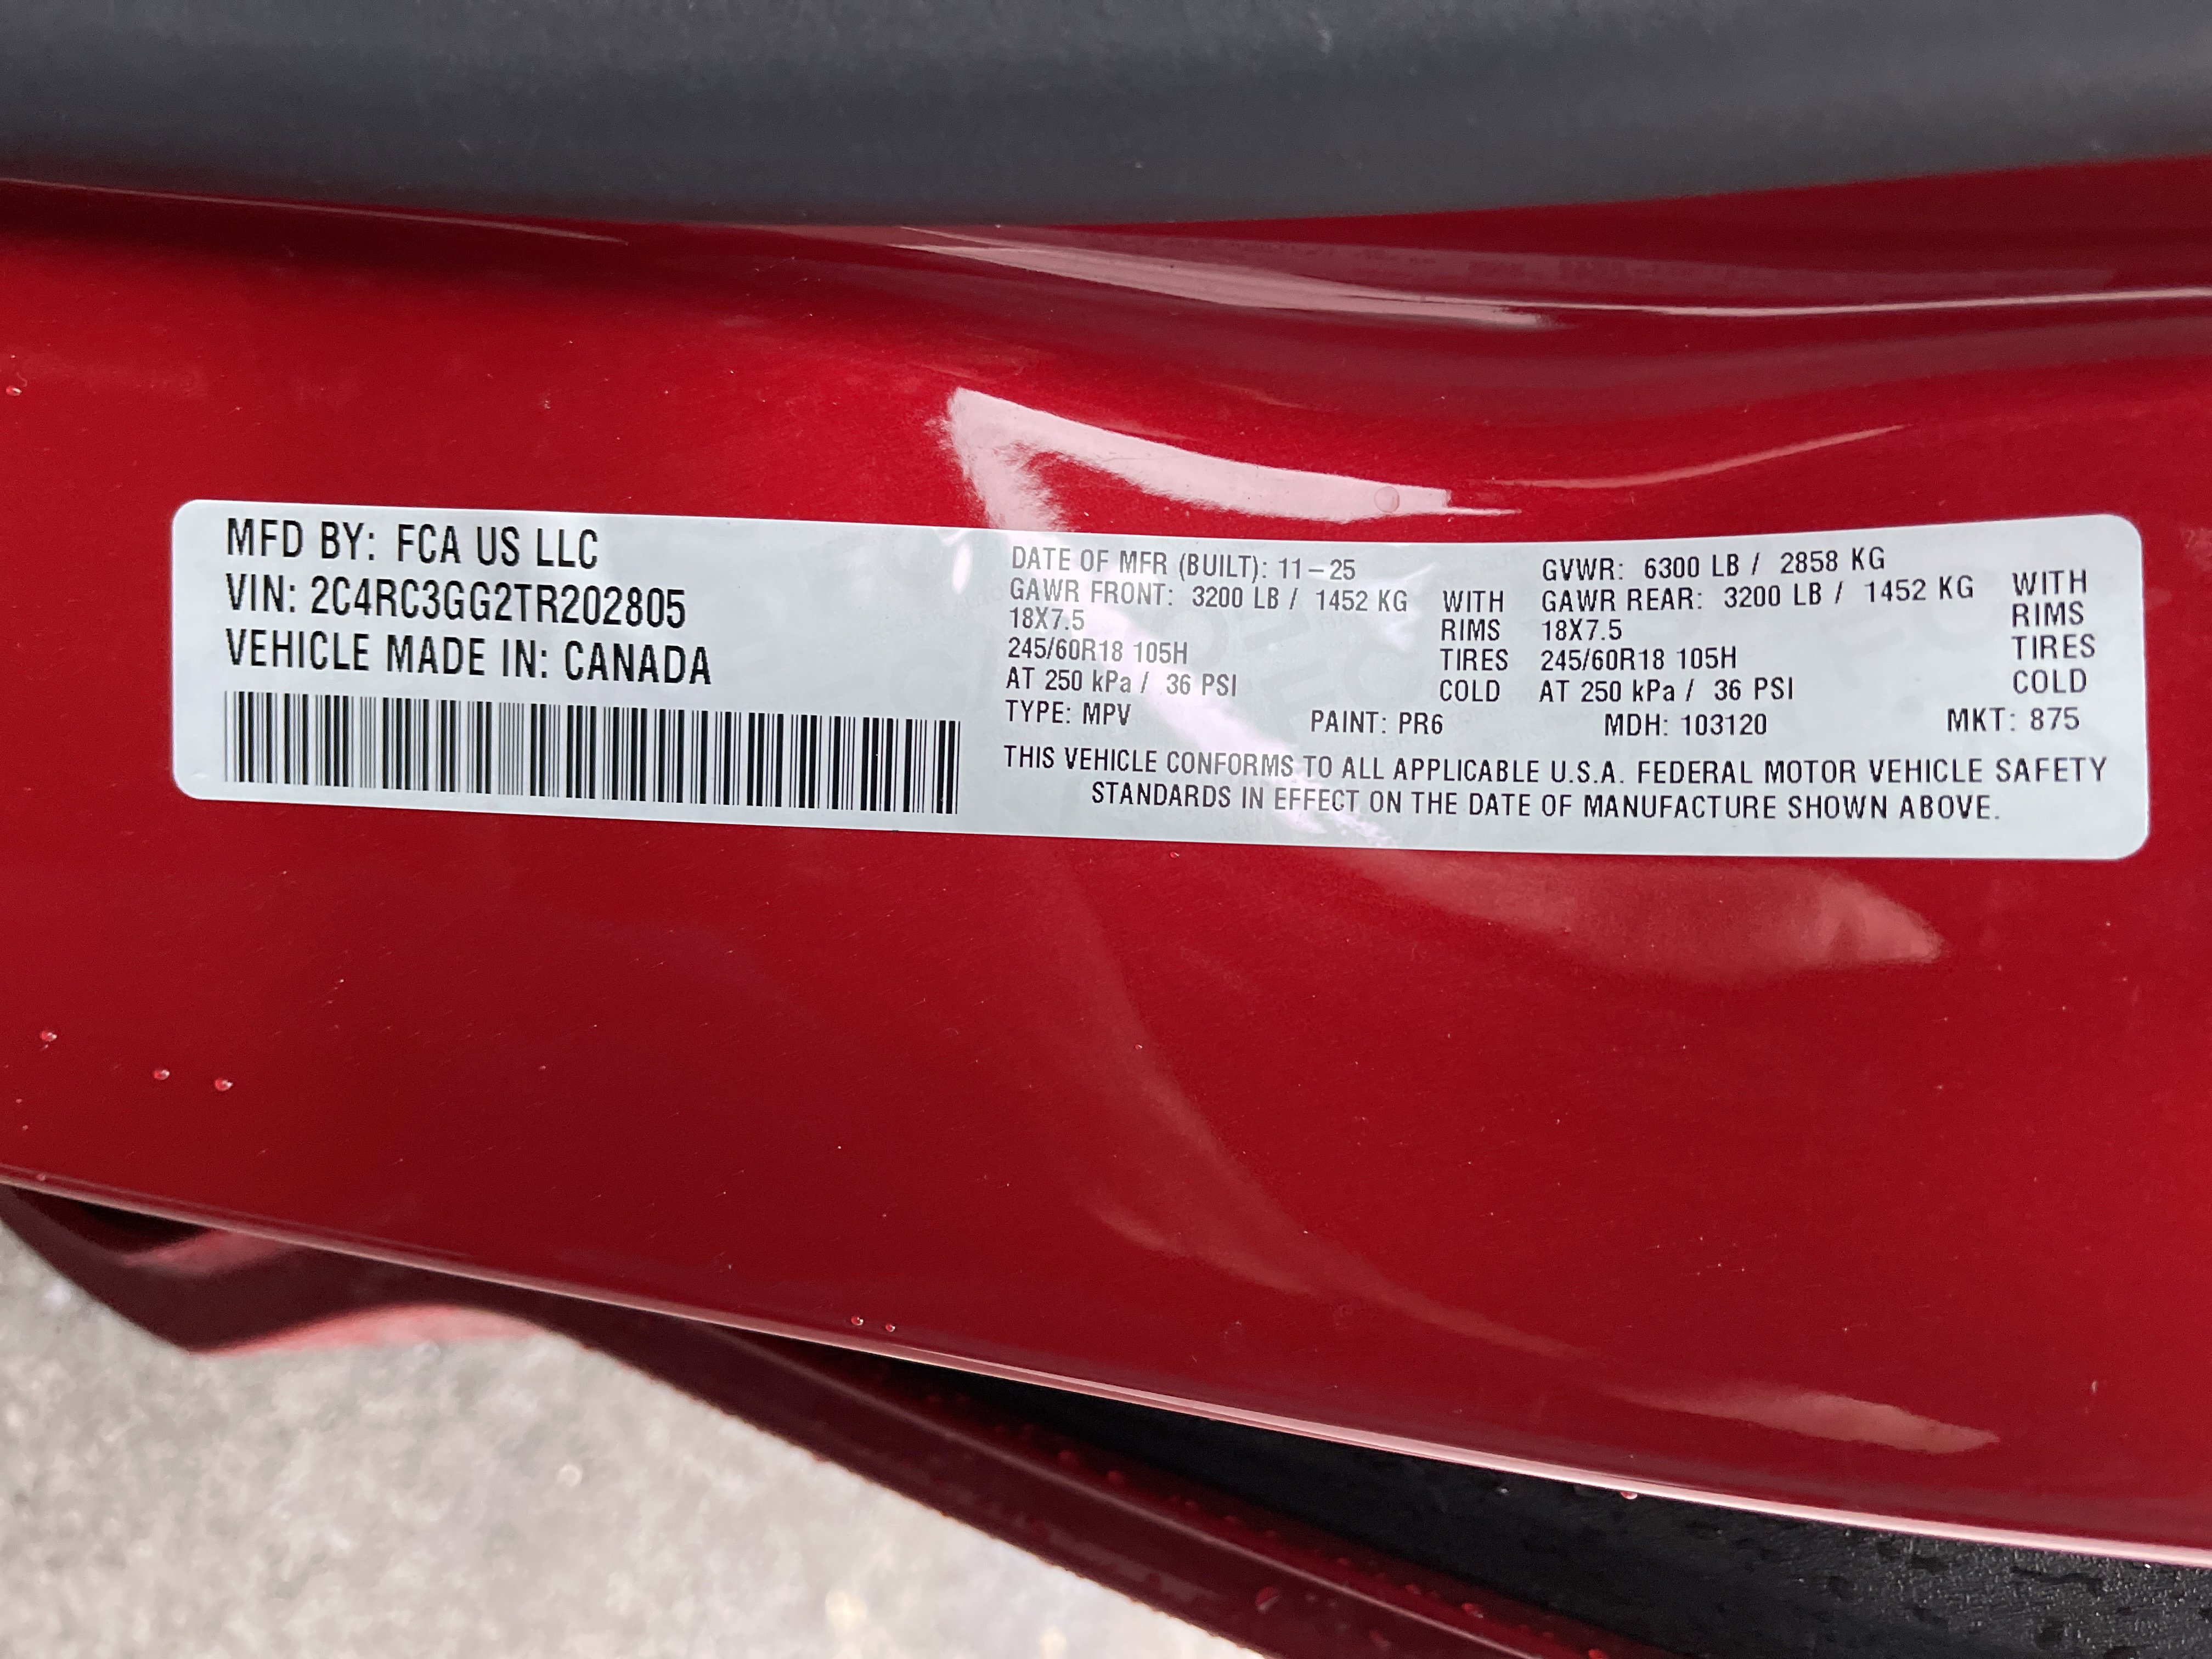 MFD BY: FCA US LLC
VIN: 2C4RC3GG2TR202805
VEHICLE MADE IN: CANADA
DATE OF MFR (BUILT): 11-25 GVWR: 6300 LB / 2858 KG
GAWR FRONT: 3200 LB / 1452 KG WITH GAWR REAR: 3200 LB / 1452 KG WITH
18X7.5 RIMS 18X7.5 RIMS
245/60R18 105H TIRES 245/60R18 105H TIRES
AT 250 kPa / 36 PSI COLD AT 250 kPa / 36 PSI COLD
TYPE: MPV PAINT: PR6 MDH: 103120 MKT: 875
THIS VEHICLE CONFORMS TO ALL APPLICABLE U.S.A. FEDERAL MOTOR VEHICLE SAFETY
STANDARDS IN EFFECT ON THE DATE OF MANUFACTURE SHOWN ABOVE.